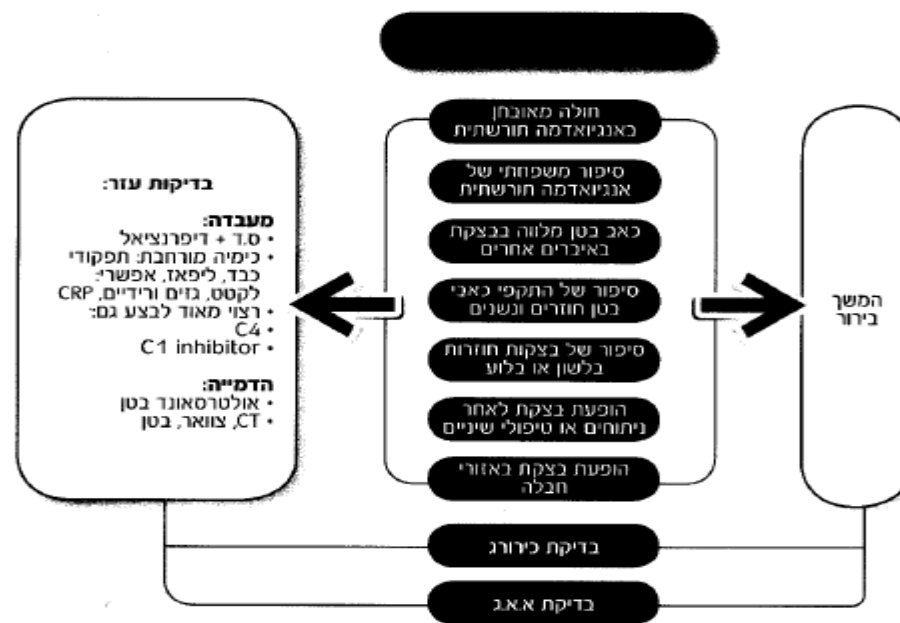 חולה מאובחן
באנגיואדמה תורשתית
סיפור משפחתי של
אנגיואדמה תורשתית
כאב בטן מלווה בבצקת
באיברים אחרים
סיפור של התקפי כאבי
בטן חוזרים ונשנים
סיפור של בצקות חוזרות
בלשון או בלוע
הופעת בצקת לאחר
ניתוחים או טיפולי שיניים
הופעת בצקת באזורי
חבלה
בדיקת כירורג
בדיקת א.א.ג
המשך
בירור
בדיקות עזר:
מעבדה:
• ס.ד + דיפרנציאל
• כימיה מורחבת: תפקודי
כבד, ליפאז, אפשרי:
לקטט, גזים ורידיים, CRP
• רצוי מאוד לבצע גם:
• C4
• C1 inhibitor
הדמייה:
• אולטרסאונד בטן
• CT, צוואר, בטן